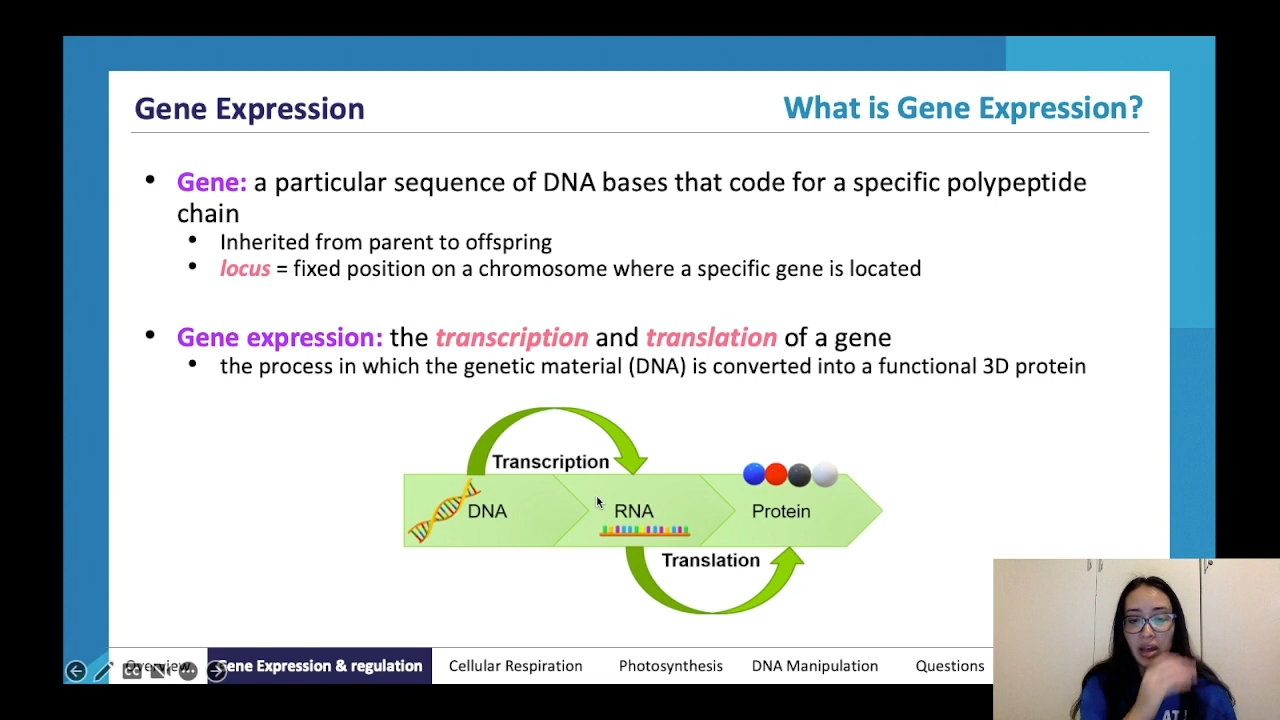 Gene Expression
What is Gene Expression?
• Gene: a particular sequence of DNA bases that code for a specific polypeptide
chain
• Inherited from parent to offspring
• locus = fixed position on a chromosome where a specific gene is located
• Gene expression: the transcription and translation of a gene
• the process in which the genetic material (DNA) is converted into a functional 3D protein
Transcription
DNA
RNA
Protein
Translation
Overview
Gene Expression & regulation
Cellular Respiration
Photosynthesis
DNA Manipulation
Questions
CC